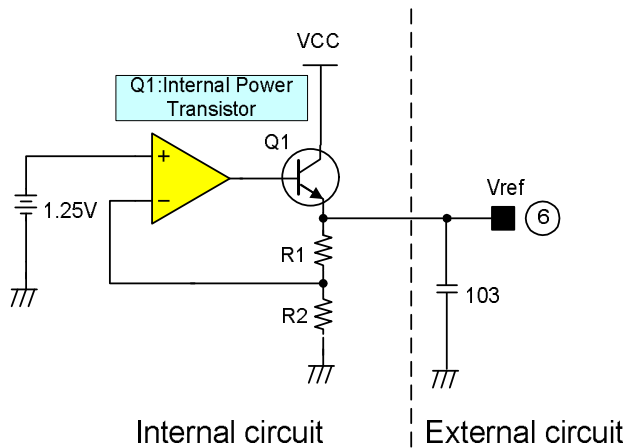 VCC
Q1:Internal Power
Transistor
Q1
+
−
1.25V
Vref
6
R1
103
R2
Internal circuit
External circuit